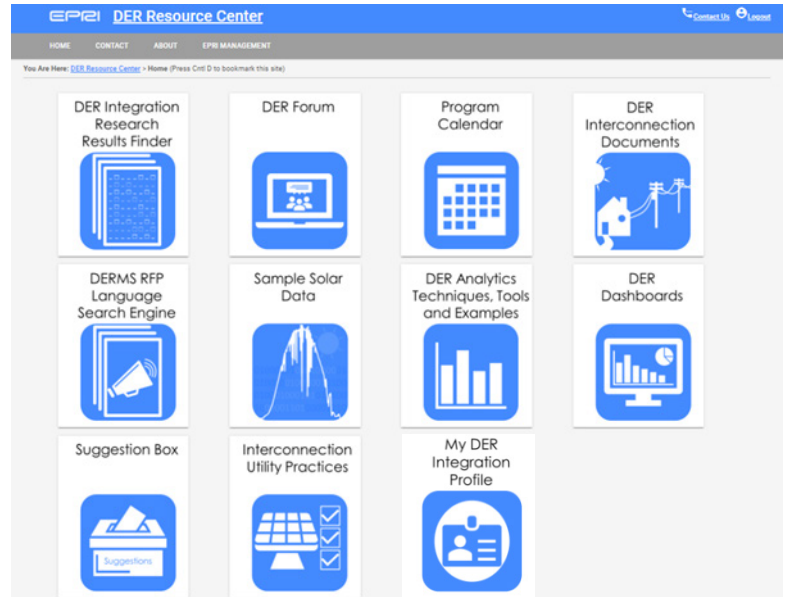 EPRI DER Resource Center
Contact Us Logout
HOME CONTACT ABOUT EPRI MANAGEMENT
You Are Here: DER Resource Center > Home (Press Cntl D to bookmark this site)
DER Integration
Research
Results Finder
DER Forum
Program
Calendar
DER
Interconnection
Documents
DERMS RFP
Language
Search Engine
Sample Solar
Data
DER Analytics
Techniques, Tools
and Examples
DER
Dashboards
Suggestion Box
Suggestions
Interconnection
Utility Practices
My DER
Integration
Profile